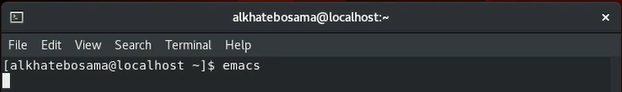 alkhatebosama@localhost:~
File Edit View Search Terminal Help
[alkhatebosama@localhost ~]$ emacs